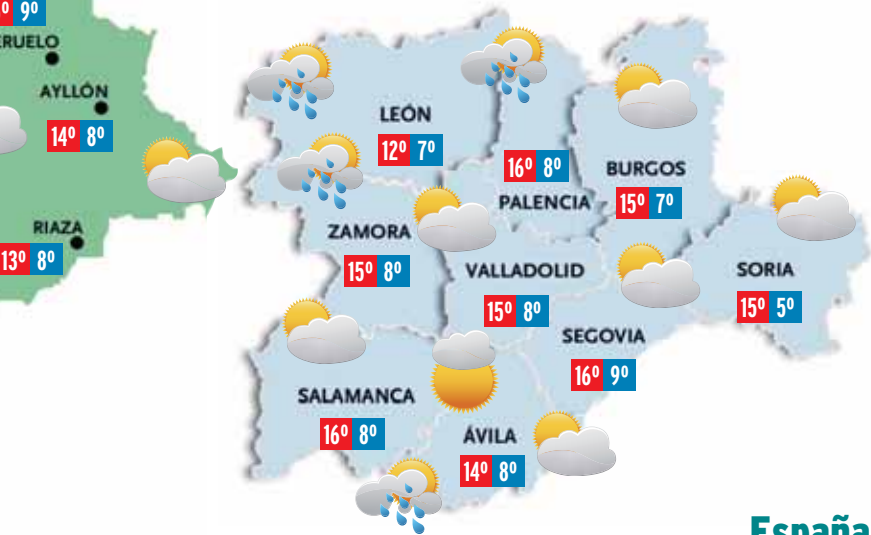 9º
AYLLÓN
14º 8º
RIAZA
13º 8º
LEÓN
12º 7º
16º 8º
PALENCIA
BURGOS
15º 7º
ZAMORA
15º 8º
VALLADOLID
15º 8º
SORIA
15º 5º
SEGOVIA
16º 9º
SALAMANCA
16º 8º
ÁVILA
14º 8º
España